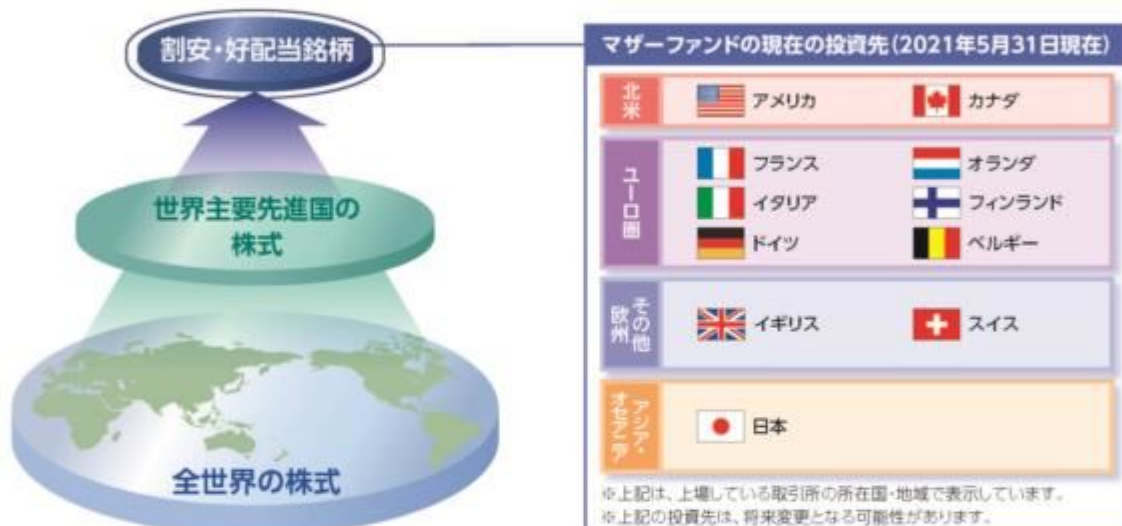 割安・好配当銘柄
世界主要先進国の
株式
全世界の株式
マザーファンドの現在の投資先(2021年5月31日現在)
北米
アメリカ
カナダ
ユーロ圏
フランス
オランダ
イタリア
フィンランド
ドイツ
ベルギー
その他
欧州
イギリス
スイス
アジア・
オセアニア
日本
※上記は、上場している取引所の所在国・地域で表示しています。
※上記の投資先は、将来変更となる可能性があります。